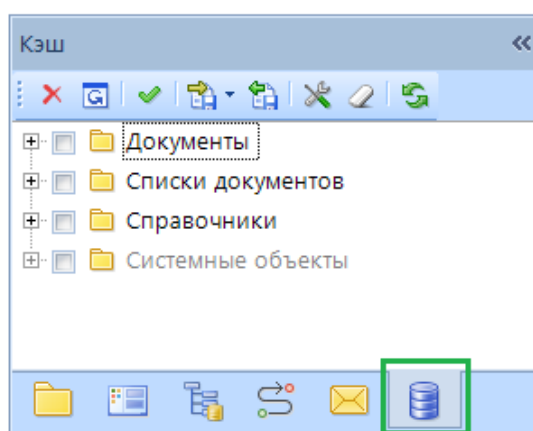 Кэш
Документы
Списки документов
Справочники
Системные объекты